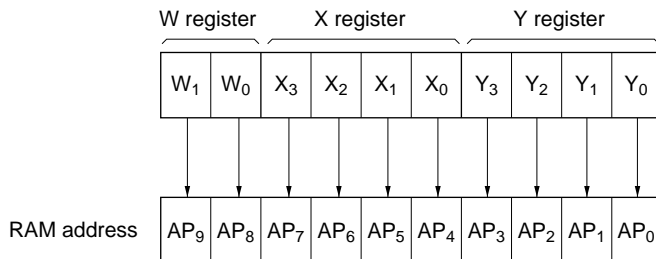 W register X register Y register
W₁ W₀ X₃ X₂ X₁ X₀ Y₃ Y₂ Y₁ Y₀
RAM address AP₉ AP₈ AP₇ AP₆ AP₅ AP₄ AP₃ AP₂ AP₁ AP₀